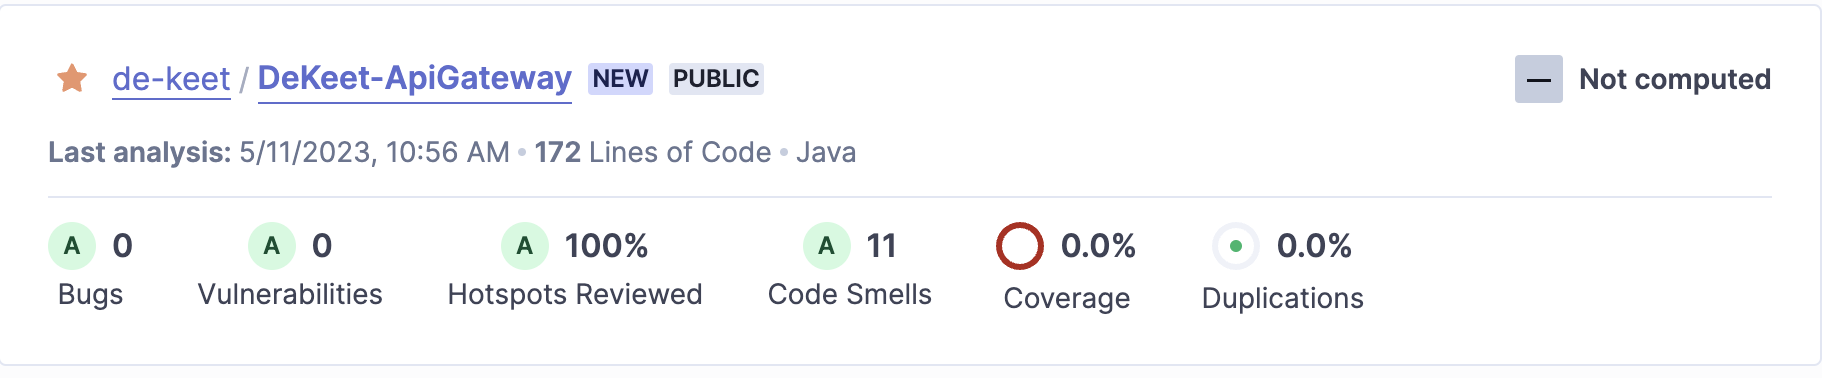 de-keet / DeKeet-ApiGateway NEW PUBLIC — Not computed
Last analysis: 5/11/2023, 10:56 AM • 172 Lines of Code • Java
A 0 A 0 A 100% A 11 0.0% 0.0%
Bugs Vulnerabilities Hotspots Reviewed Code Smells Coverage Duplications